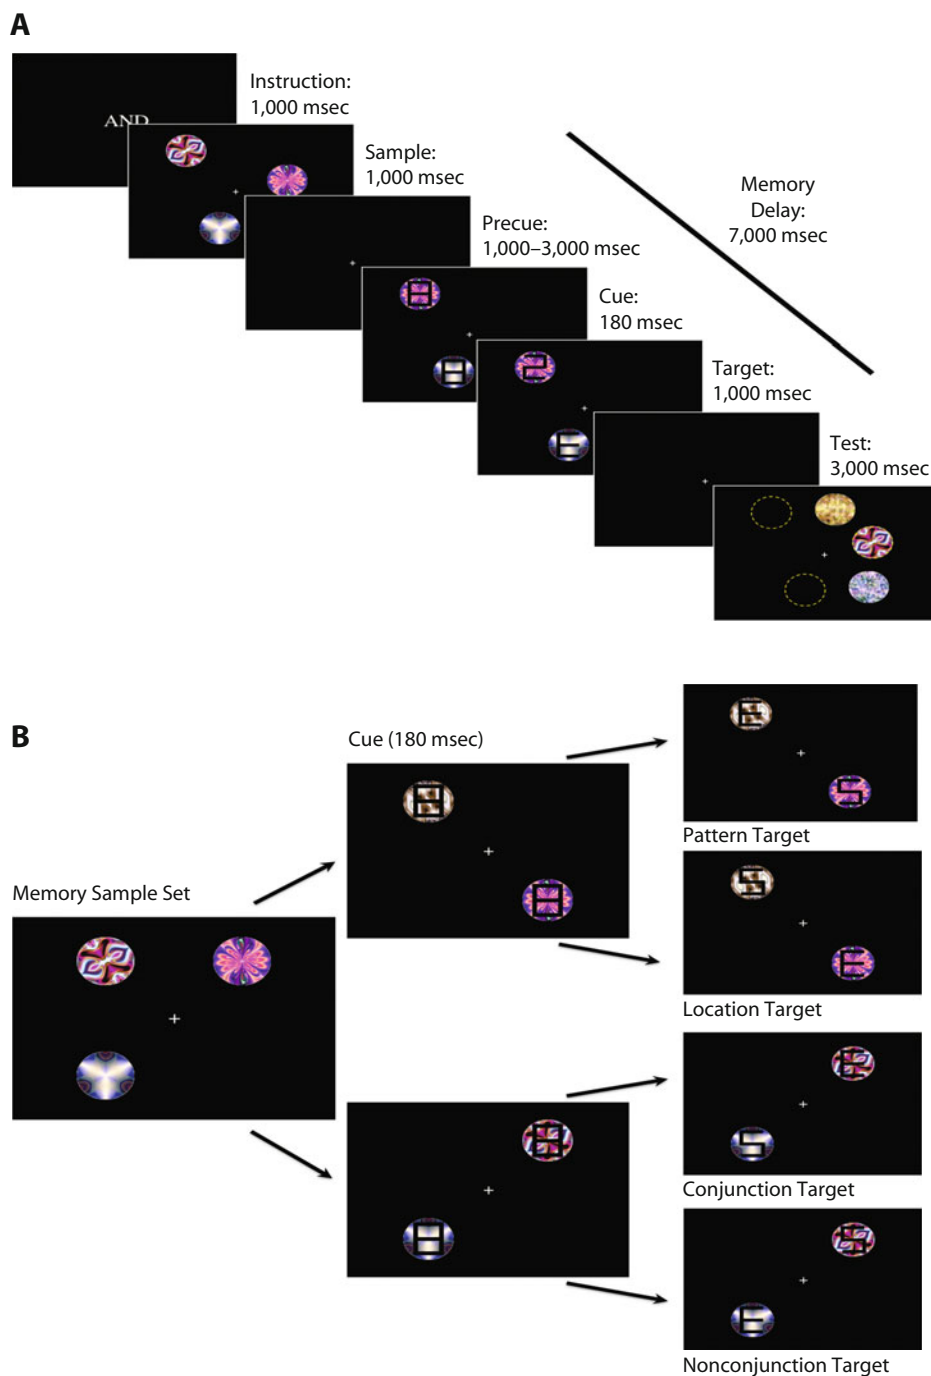 A
AND
Instruction:
1,000 msec
Sample:
1,000 msec
Precue:
1,000–3,000 msec
Cue:
180 msec
Target:
1,000 msec
Test:
3,000 msec
Memory
Delay:
7,000 msec
B
Memory Sample Set
Cue (180 msec)
Pattern Target
Location Target
Conjunction Target
Nonconjunction Target